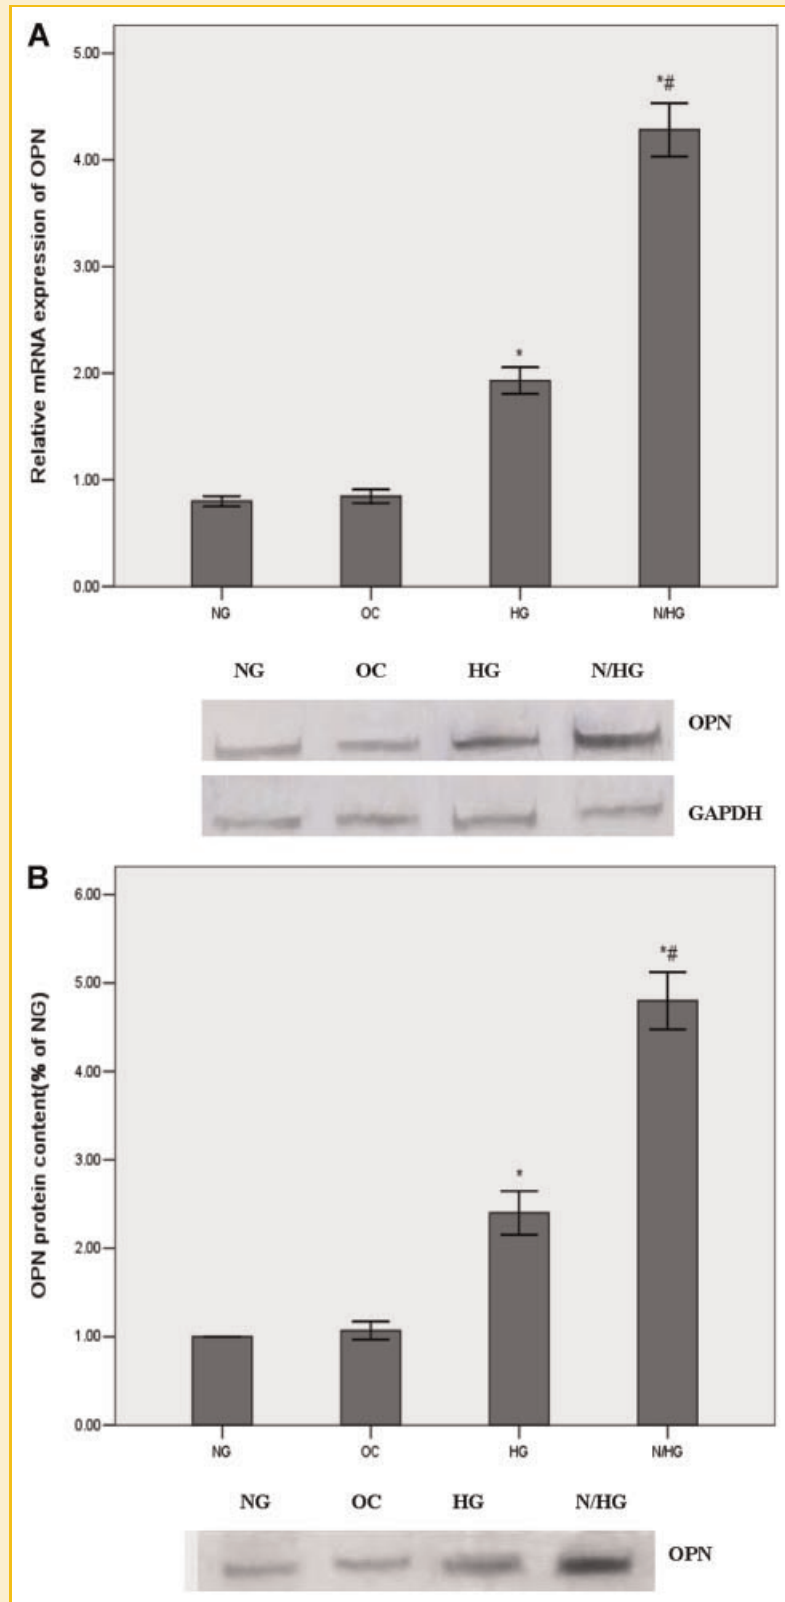 A
Relative mRNA expression of OPN
5.00
4.00
3.00
2.00
1.00
0.00
*#
*
NG OC HG N/HG
NG OC HG N/HG
OPN
GAPDH
B
OPN protein content(% of NG)
6.00
5.00
4.00
3.00
2.00
1.00
0.00
*#
*
NG OC HG N/HG
NG OC HG N/HG
OPN